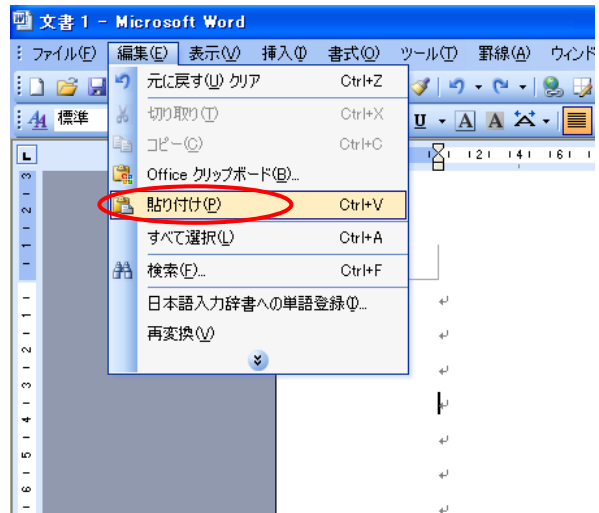 文書 1 - Microsoft Word
ファイル(F) 編集(E) 表示(V) 挿入(I) 書式(O) ツール(T) 罫線(A) ウィンド
元に戻す(U) クリア Ctrl+Z
標準
切り取り(T) Ctrl+X
コピー(C) Ctrl+C
Office クリップボード(B)...
貼り付け(P) Ctrl+V
すべて選択(L) Ctrl+A
検索(F)... Ctrl+F
日本語入力辞書への単語登録(I)...
再変換(V)